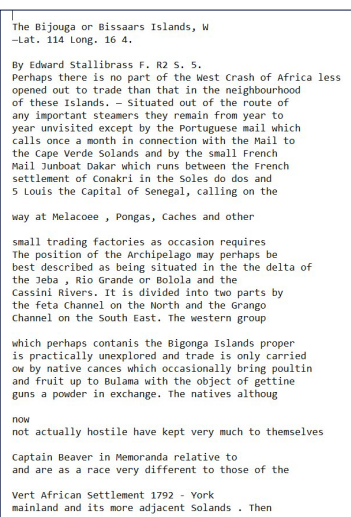 The Bijouga or Bissaars Islands, W
—Lat. 114 Long. 16 4.
By Edward Stallibrass F. R2 S. 5.
Perhaps there is no part of the West Crash of Africa less
opened out to trade than that in the neighbourhood
of these Islands. — Situated out of the route of
any important steamers they remain from year to
year unvisited except by the Portuguese mail which
calls once a month in connection with the Mail to
the Cape Verde Solands and by the small French
Mail Junboat Dakar which runs between the French
settlement of Conakri in the Soles do dos and
5 Louis the Capital of Senegal, calling on the
way at Melacoee , Pongas, Caches and other
small trading factories as occasion requires
The position of the Archipelago may perhaps be
best described as being situated in the the delta of
the Jeba , Rio Grande or Bolola and the
Cassini Rivers. It is divided into two parts by
the feta Channel on the North and the Grango
Channel on the South East. The western group
which perhaps contanis the Bigonga Islands proper
is practically unexplored and trade is only carried
ow by native cances which occasionally bring poultin
and fruit up to Bulama with the object of gettine
guns a powder in exchange. The natives althoug
now
not actually hostile have kept very much to themselves
Captain Beaver in Memoranda relative to
and are as a race very different to those of the
Vert African Settlement 1792 - York
mainland and its more adjacent Solands . Then